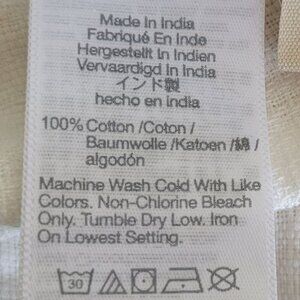 Made In India
Fabriqué En Inde
Hergestellt In Indien
Vervaardigd In India
インド製
hecho en india
100% Cotton /Coton /
Baumwolle /Katoen /綿 /
algodón
Machine Wash Cold With Like
Colors. Non-Chlorine Bleach
Only. Tumble Dry Low. Iron
On Lowest Setting.
30